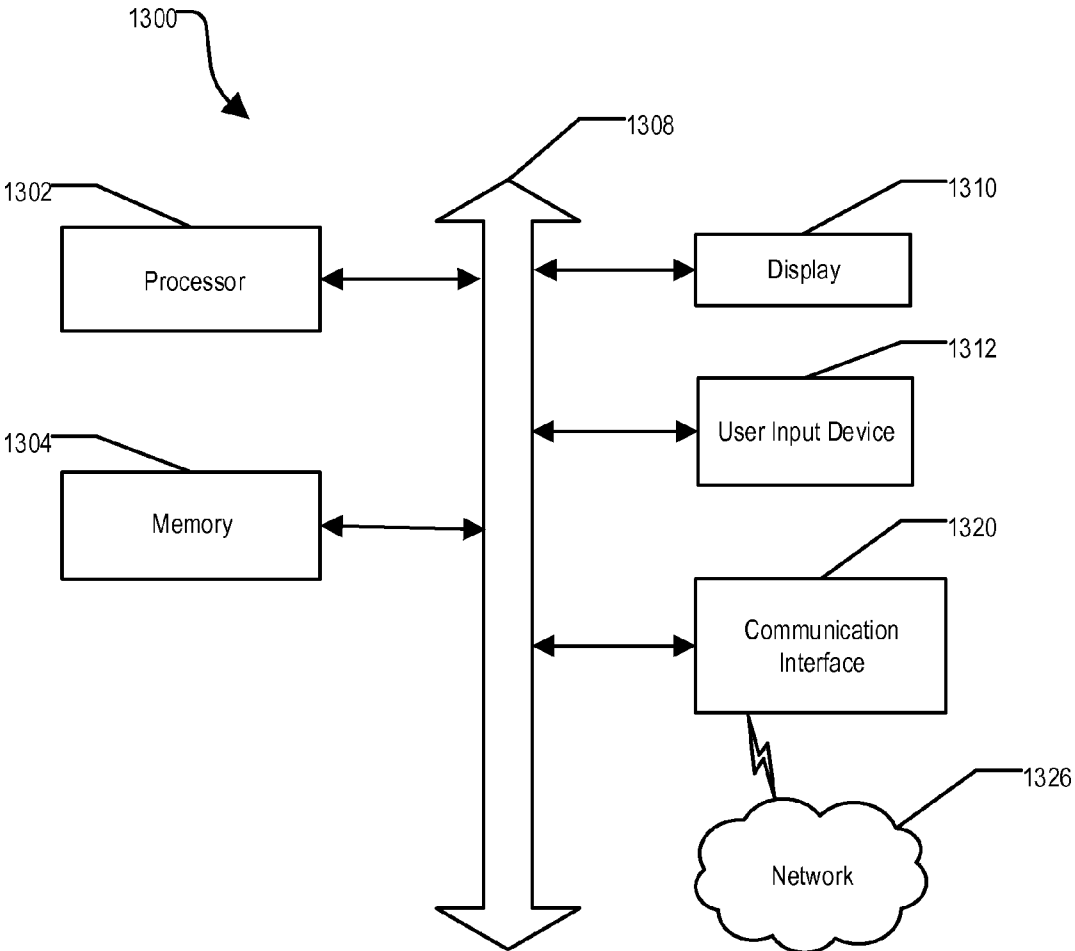 1300
1308
1302
1310
Processor
Display
1312
1304
User Input Device
Memory
1320
Communication
Interface
1326
Network